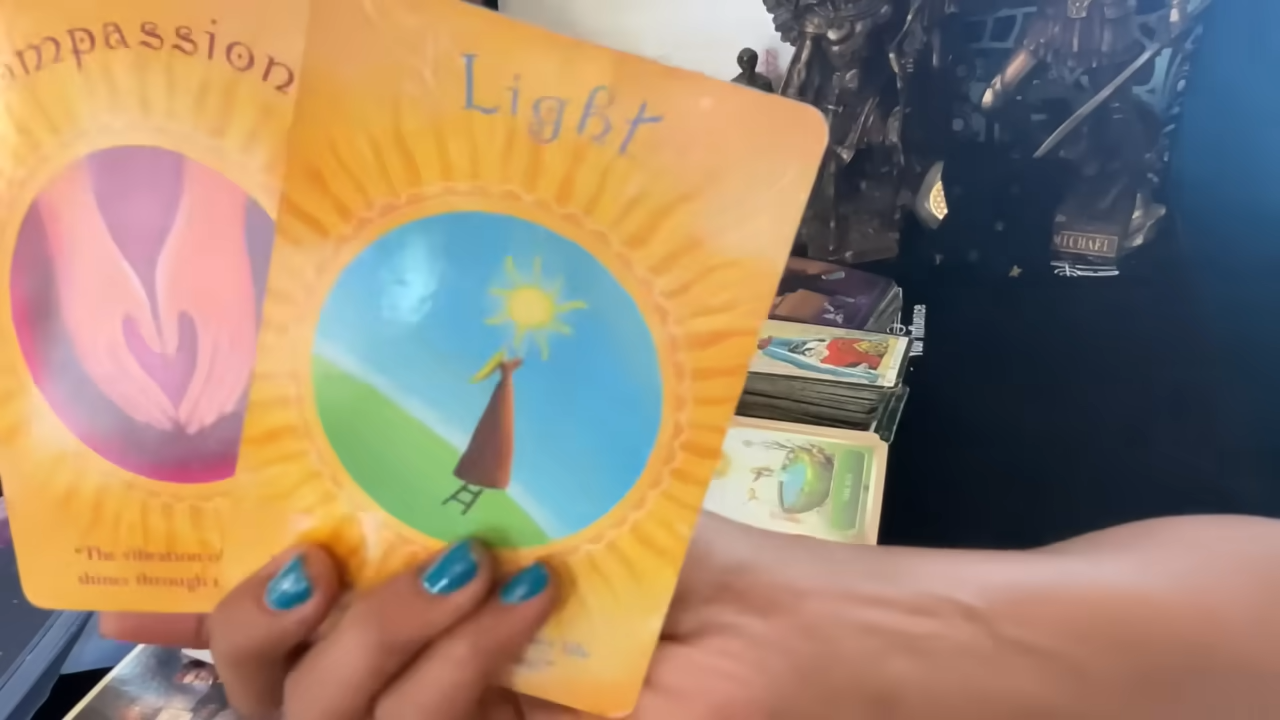 mpassion
Light
"The vibration of
shines through
MICHAEL
Your Influence